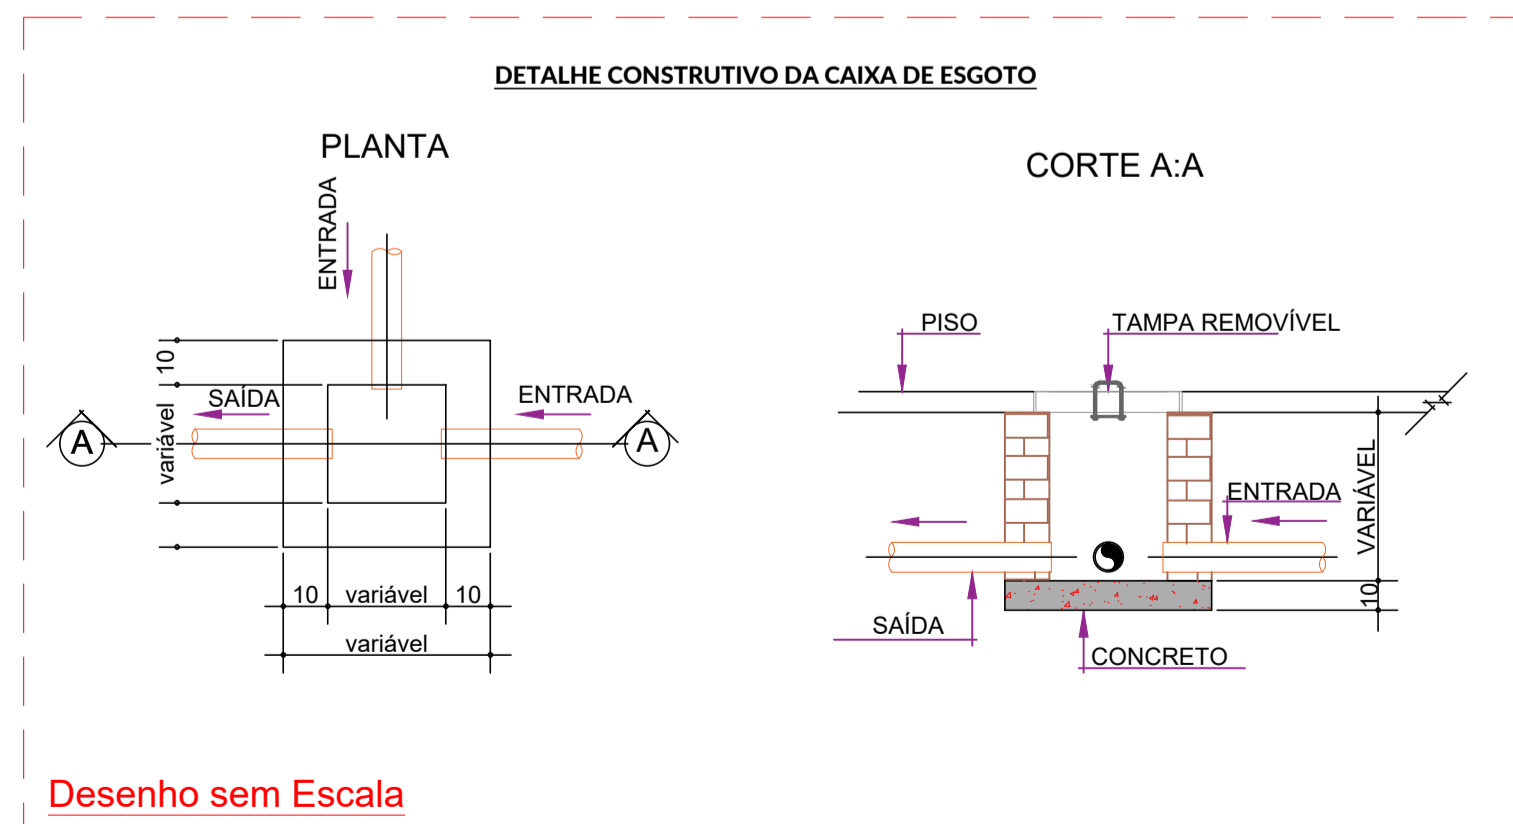 DETALHE CONSTRUTIVO DA CAIXA DE ESGOTO
PLANTA
ENTRADA
10
variável
SAÍDA
ENTRADA
A
A
10
variável
10
variável
CORTE A:A
PISO
TAMPA REMOVÍVEL
ENTRADA
VARIÁVEL
10
SAÍDA
CONCRETO
Desenho sem Escala